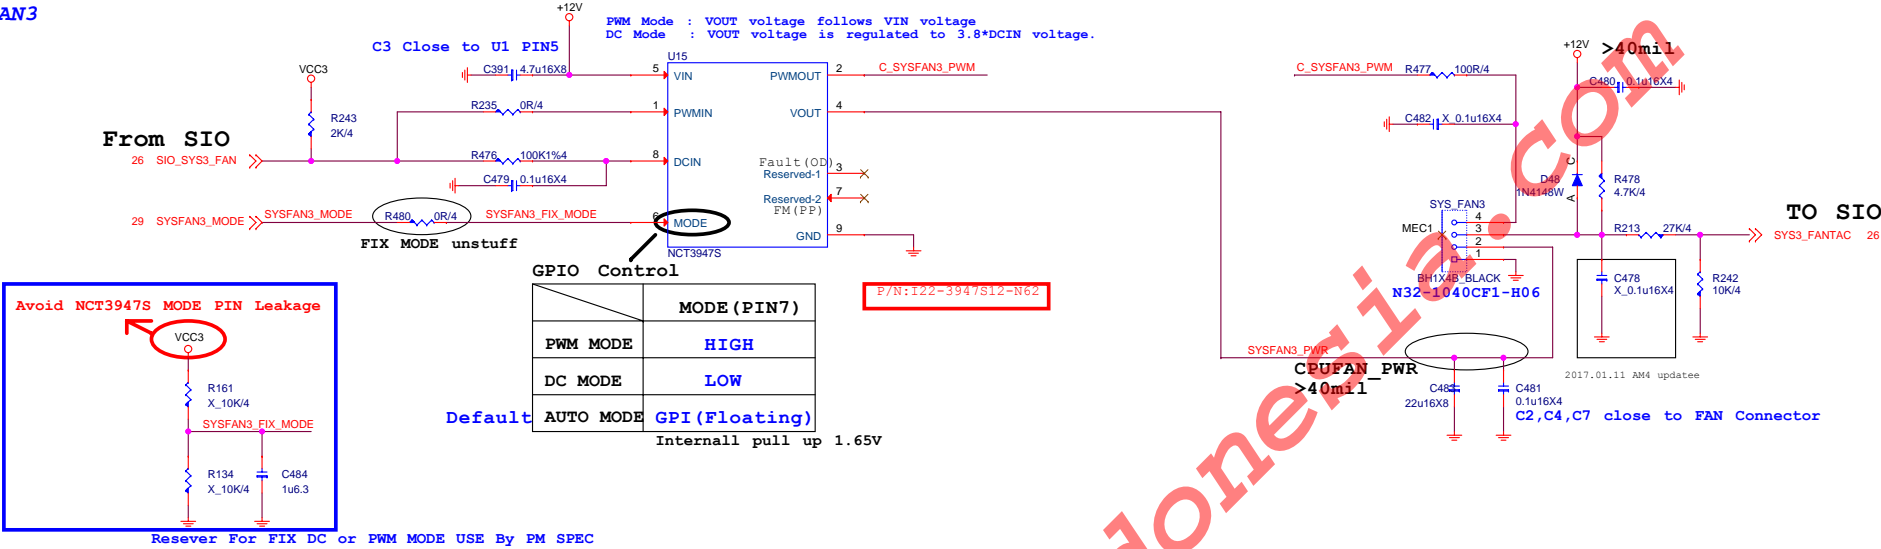 AN3
+12V
PWM Mode : VOUT voltage follows VIN voltage
DC Mode : VOUT voltage is regulated to 3.8*DCIN voltage.
C3 Close to U1 PIN5
U15
VCC3
C391 4.7u16X8
5 VIN
PWMOUT 2
C_SYSFAN3_PWM
R235 0R/4
1 PWMIN
VOUT 4
R243
2K/4
From SIO
26 SIO_SYS3_FAN
R476 100K1%4
8 DCIN
Fault(OD)
Reserved-1 3
C479 0.1u16X4
Reserved-2 7
FM(PP)
29 SYSFAN3_MODE
SYSFAN3_MODE
R480 0R/4
SYSFAN3_FIX_MODE
6 MODE
GND 9
FIX MODE unstuff
NCT3947S
GPIO Control
MODE(PIN7)
PWM MODE HIGH
DC MODE LOW
Default AUTO MODE GPI(Floating)
Internall pull up 1.65V
P/N:I22-3947S12-N62
Avoid NCT3947S MODE PIN Leakage
VCC3
R161
X_10K/4
SYSFAN3_FIX_MODE
R134
X_10K/4
C484
1u6.3
Resever For FIX DC or PWM MODE USE By PM SPEC
+12V
>40mil
C_SYSFAN3_PWM
R477 100R/4
C480 0.1u16X4
C482 X_0.1u16X4
C
D48
1N4148W
A
R478
4.7K/4
SYS_FAN3
MEC1
4
3
2
1
BH1X4B_BLACK
N32-1040CF1-H06
R213 27K/4
TO SIO
SYS3_FANTAC 26
C478
X_0.1u16X4
R242
10K/4
SYSFAN3_PWR
CPUFAN_PWR
>40mil
2017.01.11 AM4 updatee
C483
22u16X8
C481
0.1u16X4
C2,C4,C7 close to FAN Connector
donesia.com